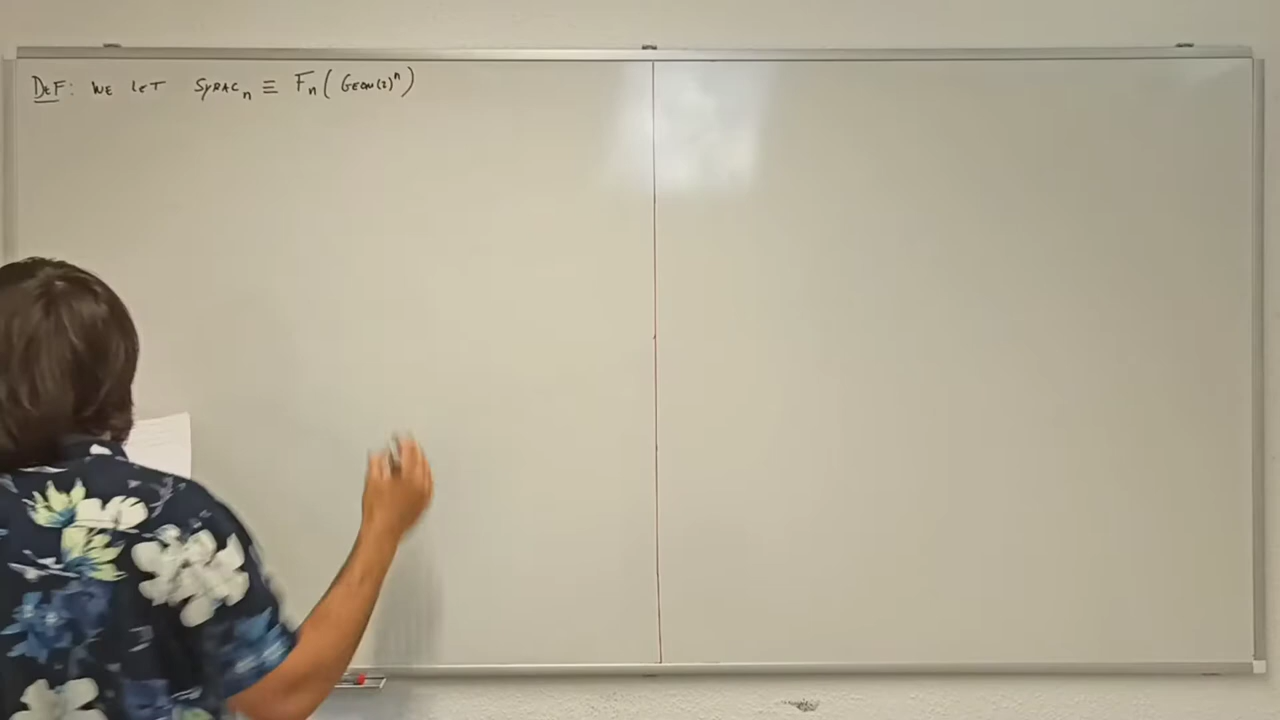 DEF: WE LET SYRAC_n ≡ F_n(GEOM(2)^n)